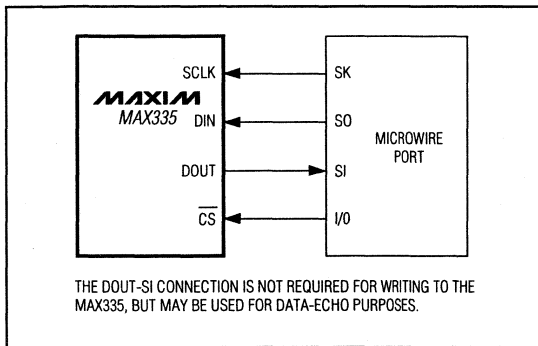 SCLK SK
MAXIM
MAX335
DIN SO
MICROWIRE
PORT
DOUT SI
CS I/O
THE DOUT-SI CONNECTION IS NOT REQUIRED FOR WRITING TO THE
MAX335, BUT MAY BE USED FOR DATA-ECHO PURPOSES.